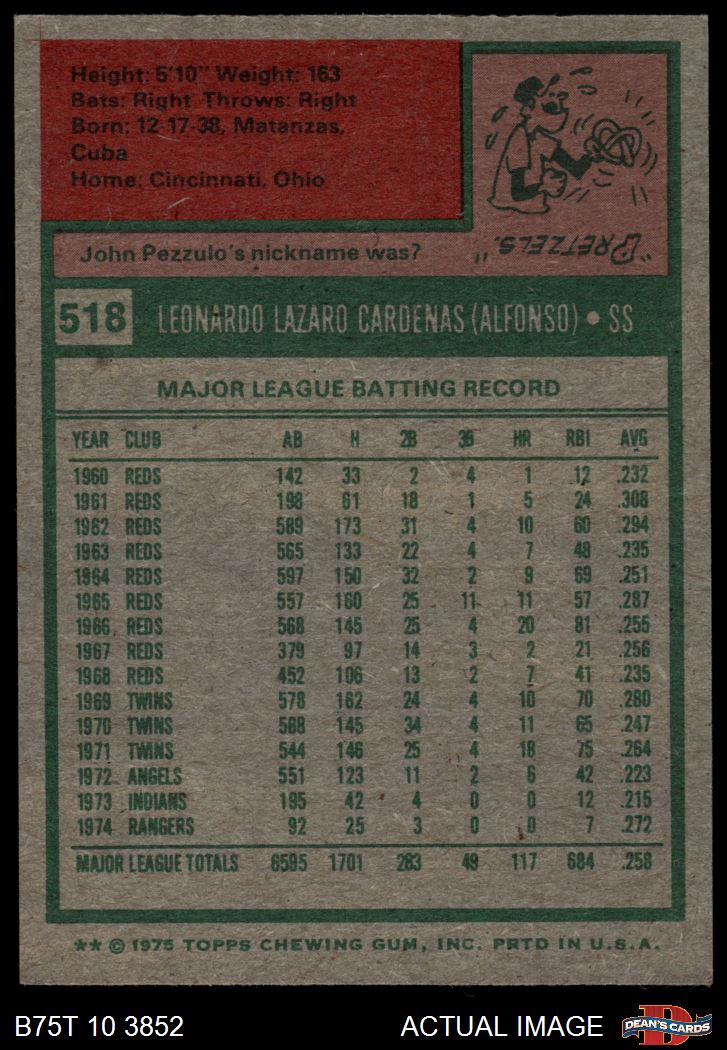 Height: 5'10" Weight: 163
Bats: Right Throws: Right
Born: 12-17-38, Matanzas,
Cuba
Home: Cincinnati, Ohio
John Pezzulo's nickname was?
"PRETZELS."
518 LEONARDO LAZARO CARDENAS (ALFONSO) • SS
MAJOR LEAGUE BATTING RECORD
YEAR CLUB AB H 2B 3B HR RBI AVG
1960 REDS 142 33 2 4 1 12 .232
1961 REDS 198 61 18 1 5 24 .308
1962 REDS 589 173 31 4 10 60 .294
1963 REDS 565 133 22 4 7 48 .235
1964 REDS 597 150 32 2 9 69 .251
1965 REDS 557 160 25 11 11 57 .287
1966 REDS 568 145 25 4 20 81 .255
1967 REDS 379 97 14 3 2 21 .256
1968 REDS 452 106 13 2 7 41 .235
1969 TWINS 578 162 24 4 10 70 .280
1970 TWINS 588 145 34 4 11 65 .247
1971 TWINS 544 146 25 4 18 75 .264
1972 ANGELS 551 123 11 2 6 42 .223
1973 INDIANS 195 42 4 0 0 12 .215
1974 RANGERS 92 25 3 0 0 7 .272
MAJOR LEAGUE TOTALS 6595 1701 283 49 117 684 .258
** © 1975 TOPPS CHEWING GUM, INC. PRTD IN U.S.A.
B75T 10 3852 ACTUAL IMAGE D DEAN'S CARDS